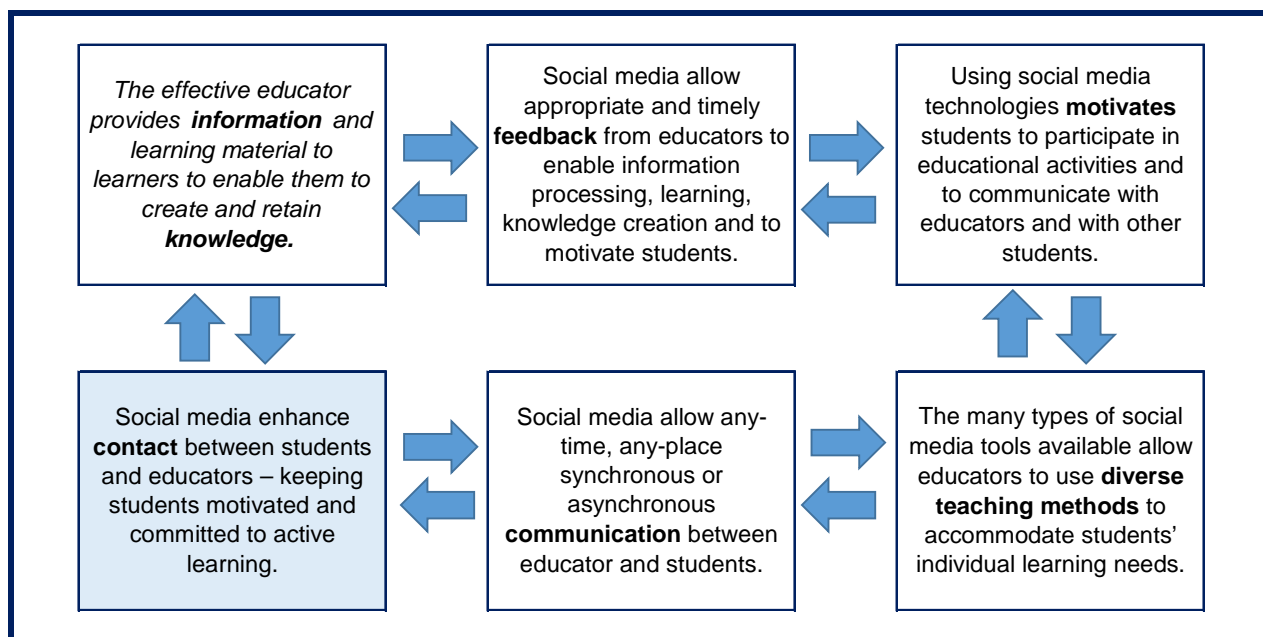 The effective educator
provides information and
learning material to
learners to enable them to
create and retain
knowledge.
Social media allow
appropriate and timely
feedback from educators to
enable information
processing, learning,
knowledge creation and to
motivate students.
Using social media
technologies motivates
students to participate in
educational activities and
to communicate with
educators and with other
students.
Social media enhance
contact between students
and educators – keeping
students motivated and
committed to active
learning.
Social media allow any-
time, any-place
synchronous or
asynchronous
communication between
educator and students.
The many types of social
media tools available allow
educators to use diverse
teaching methods to
accommodate students’
individual learning needs.